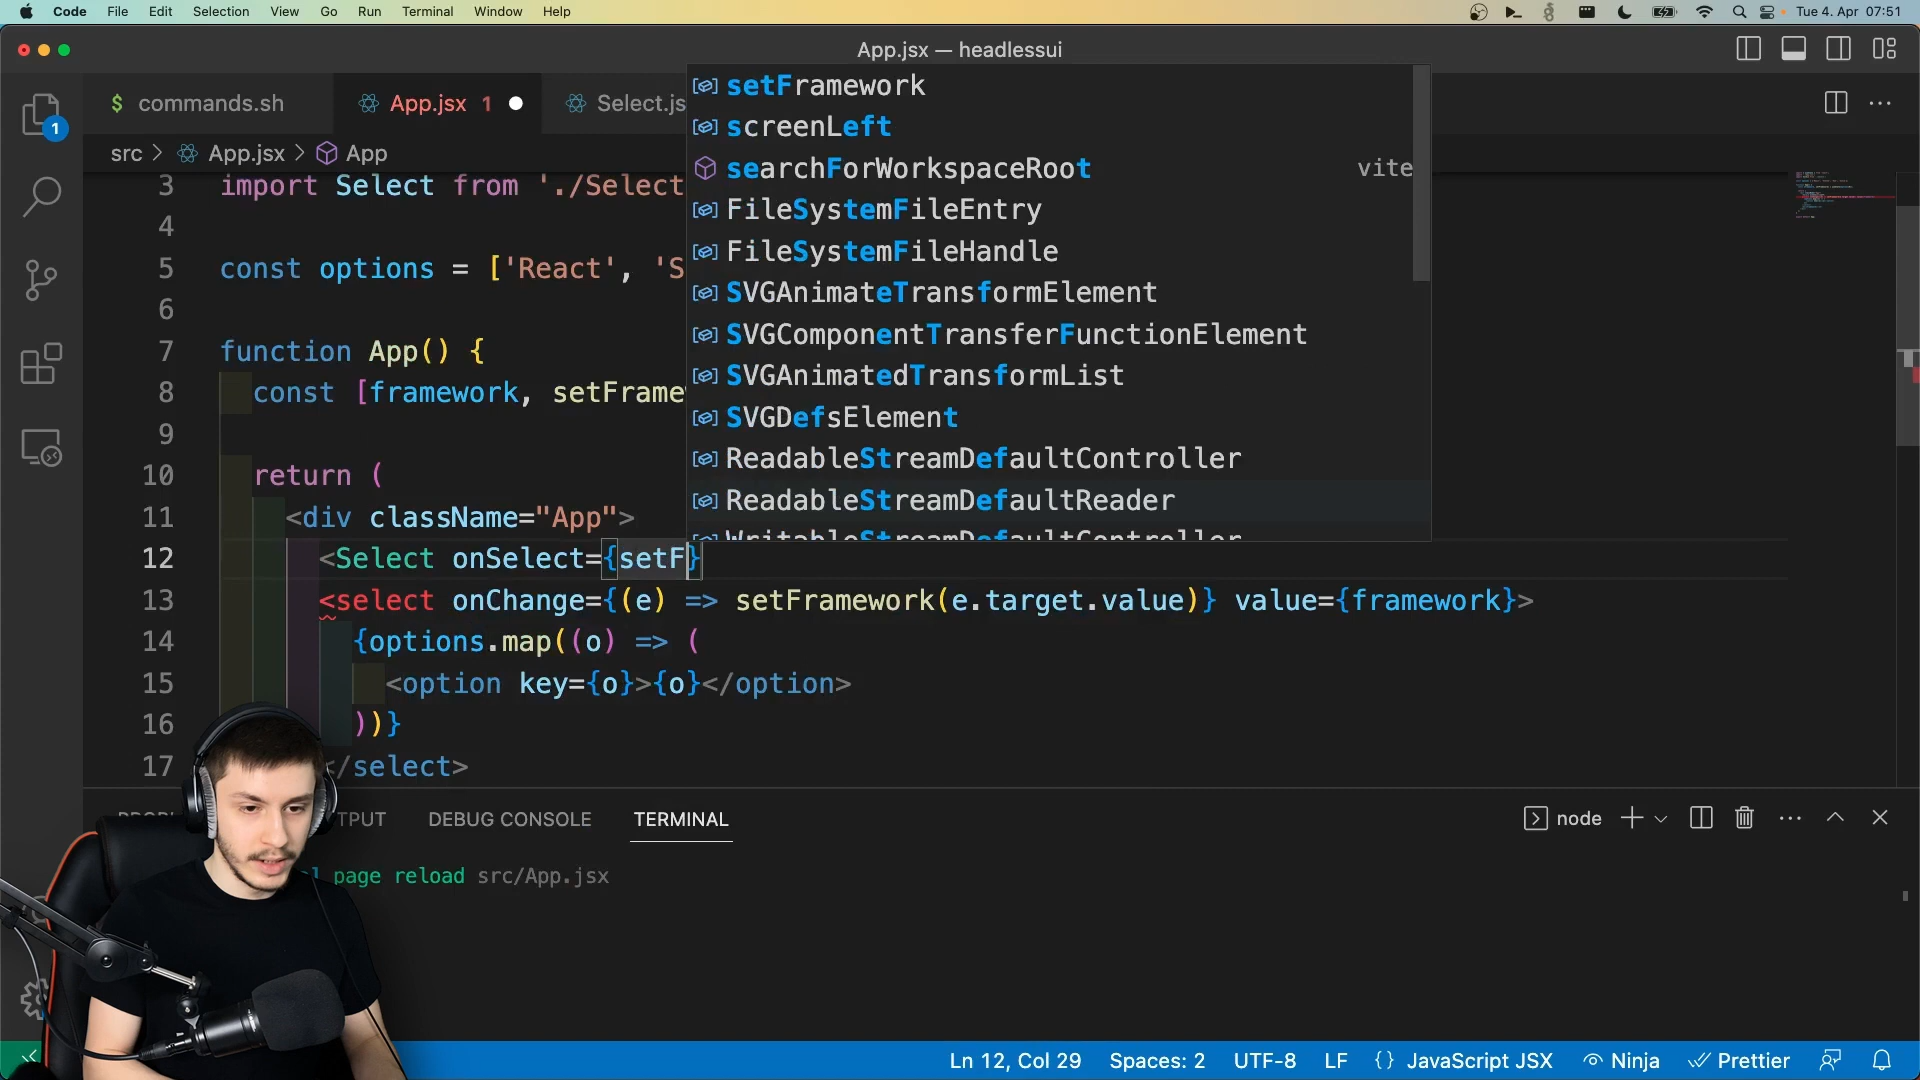 Code File Edit Selection View Go Run Terminal Window Help Tue 4. Apr 07:51
App.jsx — headlessui
$ commands.sh App.jsx 1 Select.js
src > App.jsx > App
setFramework
screenLeft
searchForWorkspaceRoot vite
FileSystemFileEntry
FileSystemFileHandle
SVGAnimateTransformElement
SVGComponentTransferFunctionElement
SVGAnimatedTransformList
SVGDefsElement
ReadableStreamDefaultController
ReadableStreamDefaultReader
WritableStreamDefaultController
3 import Select from './Select
4
5 const options = ['React', 'S
6
7 function App() {
8 const [framework, setFrame
9
10 return (
11 <div className="App">
12 <Select onSelect={setF}
13 <select onChange={(e) => setFramework(e.target.value)} value={framework}>
14 {options.map((o) => (
15 <option key={o}>{o}</option>
16 ))}
17 /select>
TPUT DEBUG CONSOLE TERMINAL node
page reload src/App.jsx
1
Ln 12, Col 29 Spaces: 2 UTF-8 LF {} JavaScript JSX Ninja Prettier